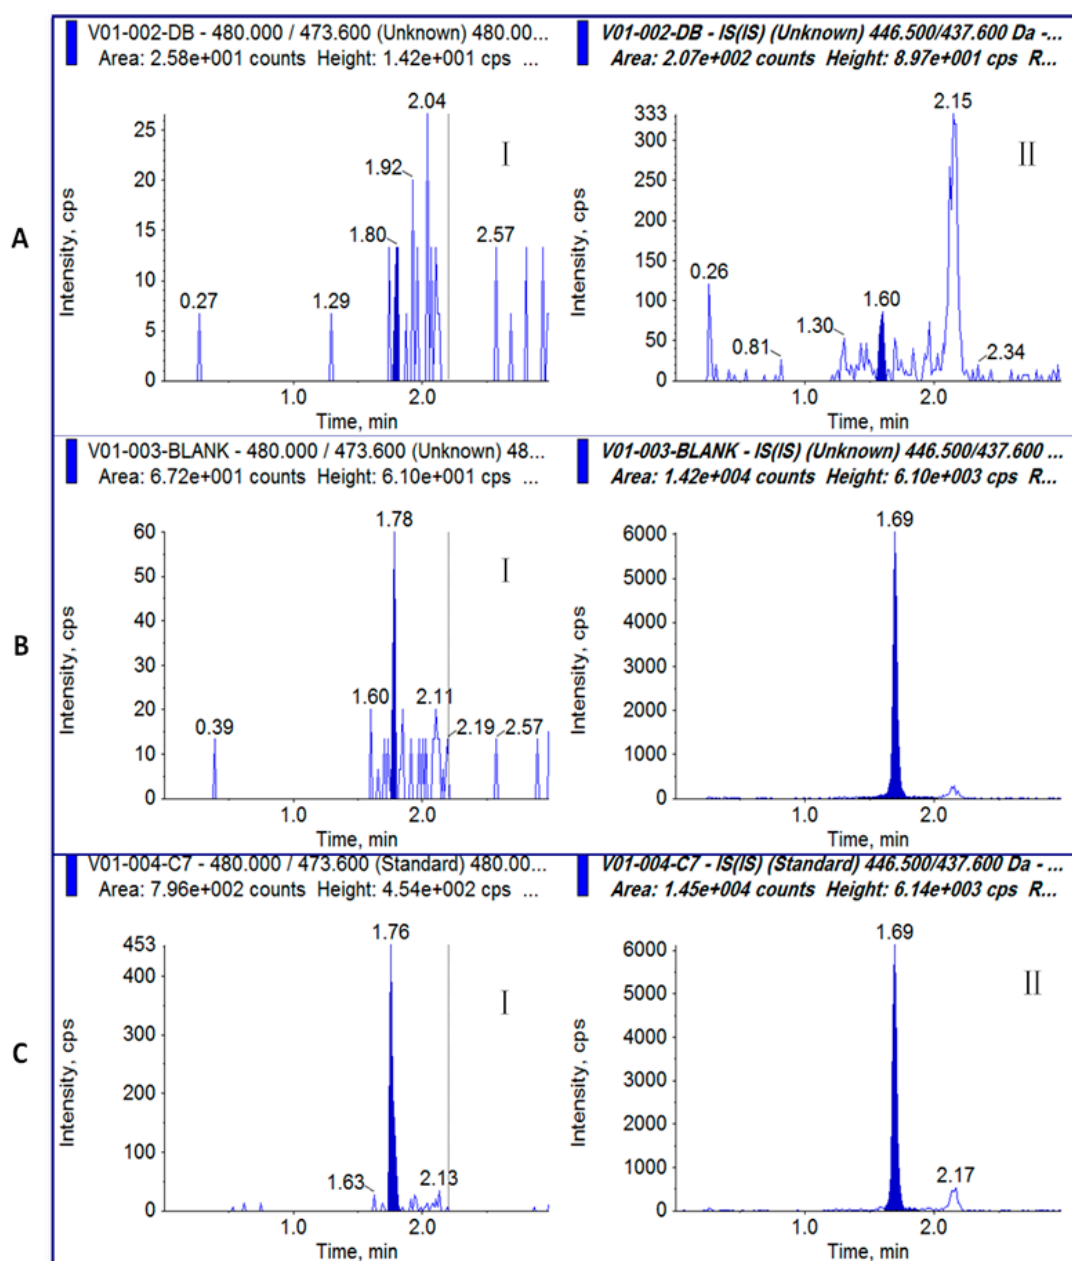 V01-002-DB - 480.000 / 473.600 (Unknown) 480.00...
Area: 2.58e+001 counts Height: 1.42e+001 cps ...
2.04
I
25
20
1.92
Intensity, cps
15
1.80
2.57
10
0.27
1.29
5
0
1.0
2.0
Time, min
V01-002-DB - IS(IS) (Unknown) 446.500/437.600 Da -...
Area: 2.07e+002 counts Height: 8.97e+001 cps R...
333
2.15
II
300
250
200
Intensity, cps
150
0.26
1.60
100
1.30
50
0.81
2.34
0
1.0
2.0
Time, min
A
V01-003-BLANK - 480.000 / 473.600 (Unknown) 48...
Area: 6.72e+001 counts Height: 6.10e+001 cps ...
1.78
60
I
50
40
Intensity, cps
30
20
1.60
2.11
0.39
2.19
2.57
10
0
1.0
2.0
Time, min
V01-003-BLANK - IS(IS) (Unknown) 446.500/437.600 ...
Area: 1.42e+004 counts Height: 6.10e+003 cps R...
1.69
6000
5000
4000
Intensity, cps
3000
2000
1000
0
1.0
2.0
Time, min
B
V01-004-C7 - 480.000 / 473.600 (Standard) 480.00...
Area: 7.96e+002 counts Height: 4.54e+002 cps ...
1.76
453
400
I
300
Intensity, cps
200
100
1.63
2.13
0
1.0
2.0
Time, min
V01-004-C7 - IS(IS) (Standard) 446.500/437.600 Da - ...
Area: 1.45e+004 counts Height: 6.14e+003 cps R...
1.69
6000
II
5000
4000
Intensity, cps
3000
2000
1000
2.17
0
1.0
2.0
Time, min
C